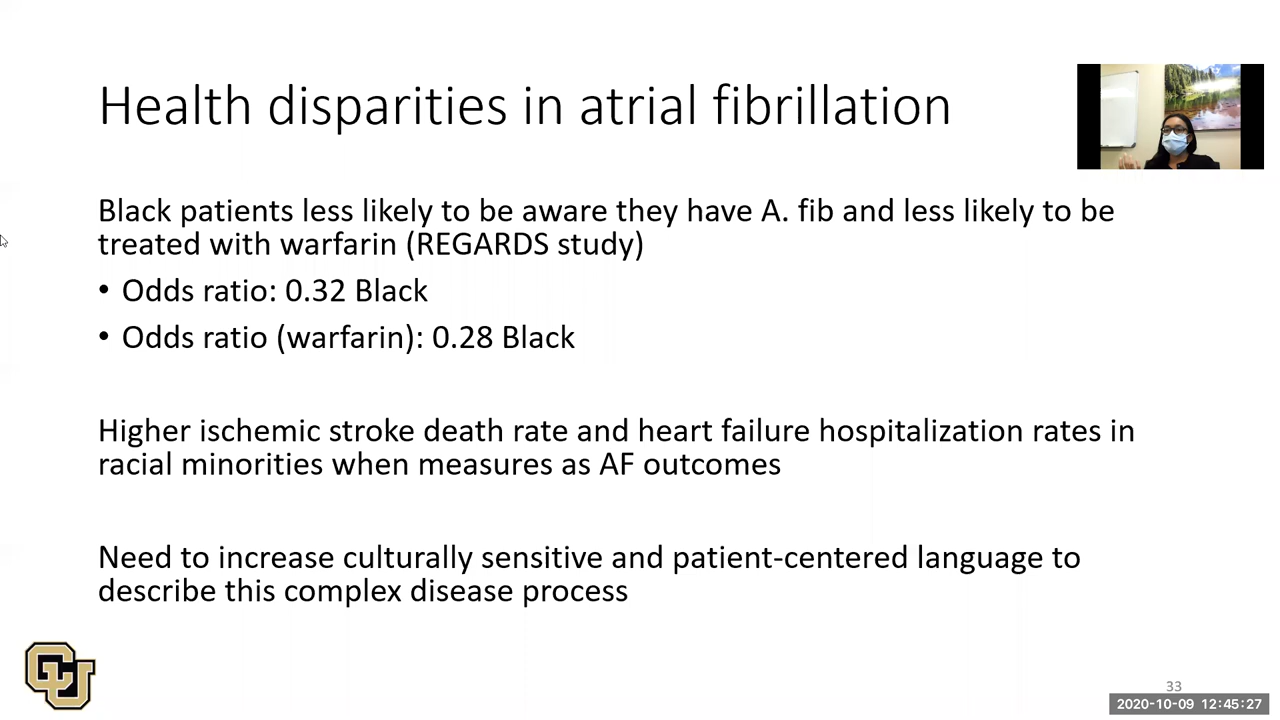 Health disparities in atrial fibrillation
Black patients less likely to be aware they have A. fib and less likely to be
treated with warfarin (REGARDS study)
• Odds ratio: 0.32 Black
• Odds ratio (warfarin): 0.28 Black
Higher ischemic stroke death rate and heart failure hospitalization rates in
racial minorities when measures as AF outcomes
Need to increase culturally sensitive and patient-centered language to
describe this complex disease process
CU
33
2020-10-09 12:45:27